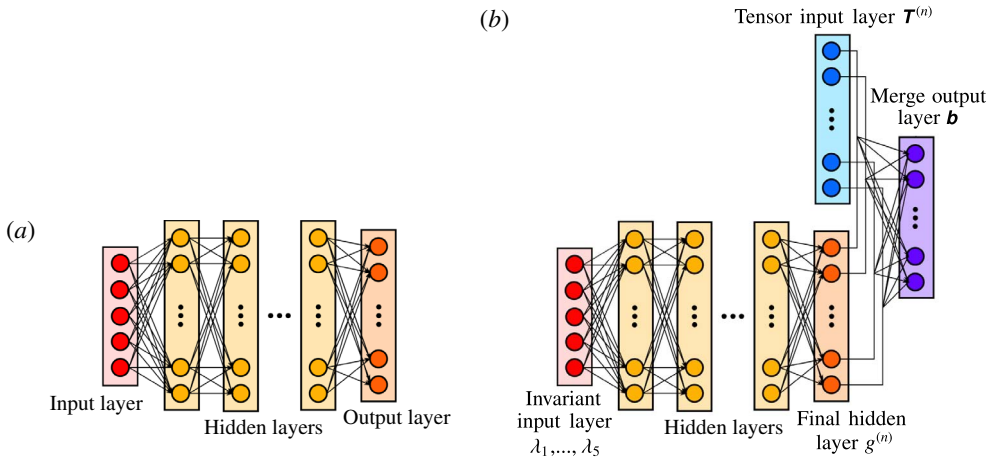 (a)
Input layer
Hidden layers
Output layer
(b)
Tensor input layer T⁽ⁿ⁾
Merge output
layer b
Invariant
input layer
λ₁,..., λ₅
Hidden layers
Final hidden
layer g⁽ⁿ⁾